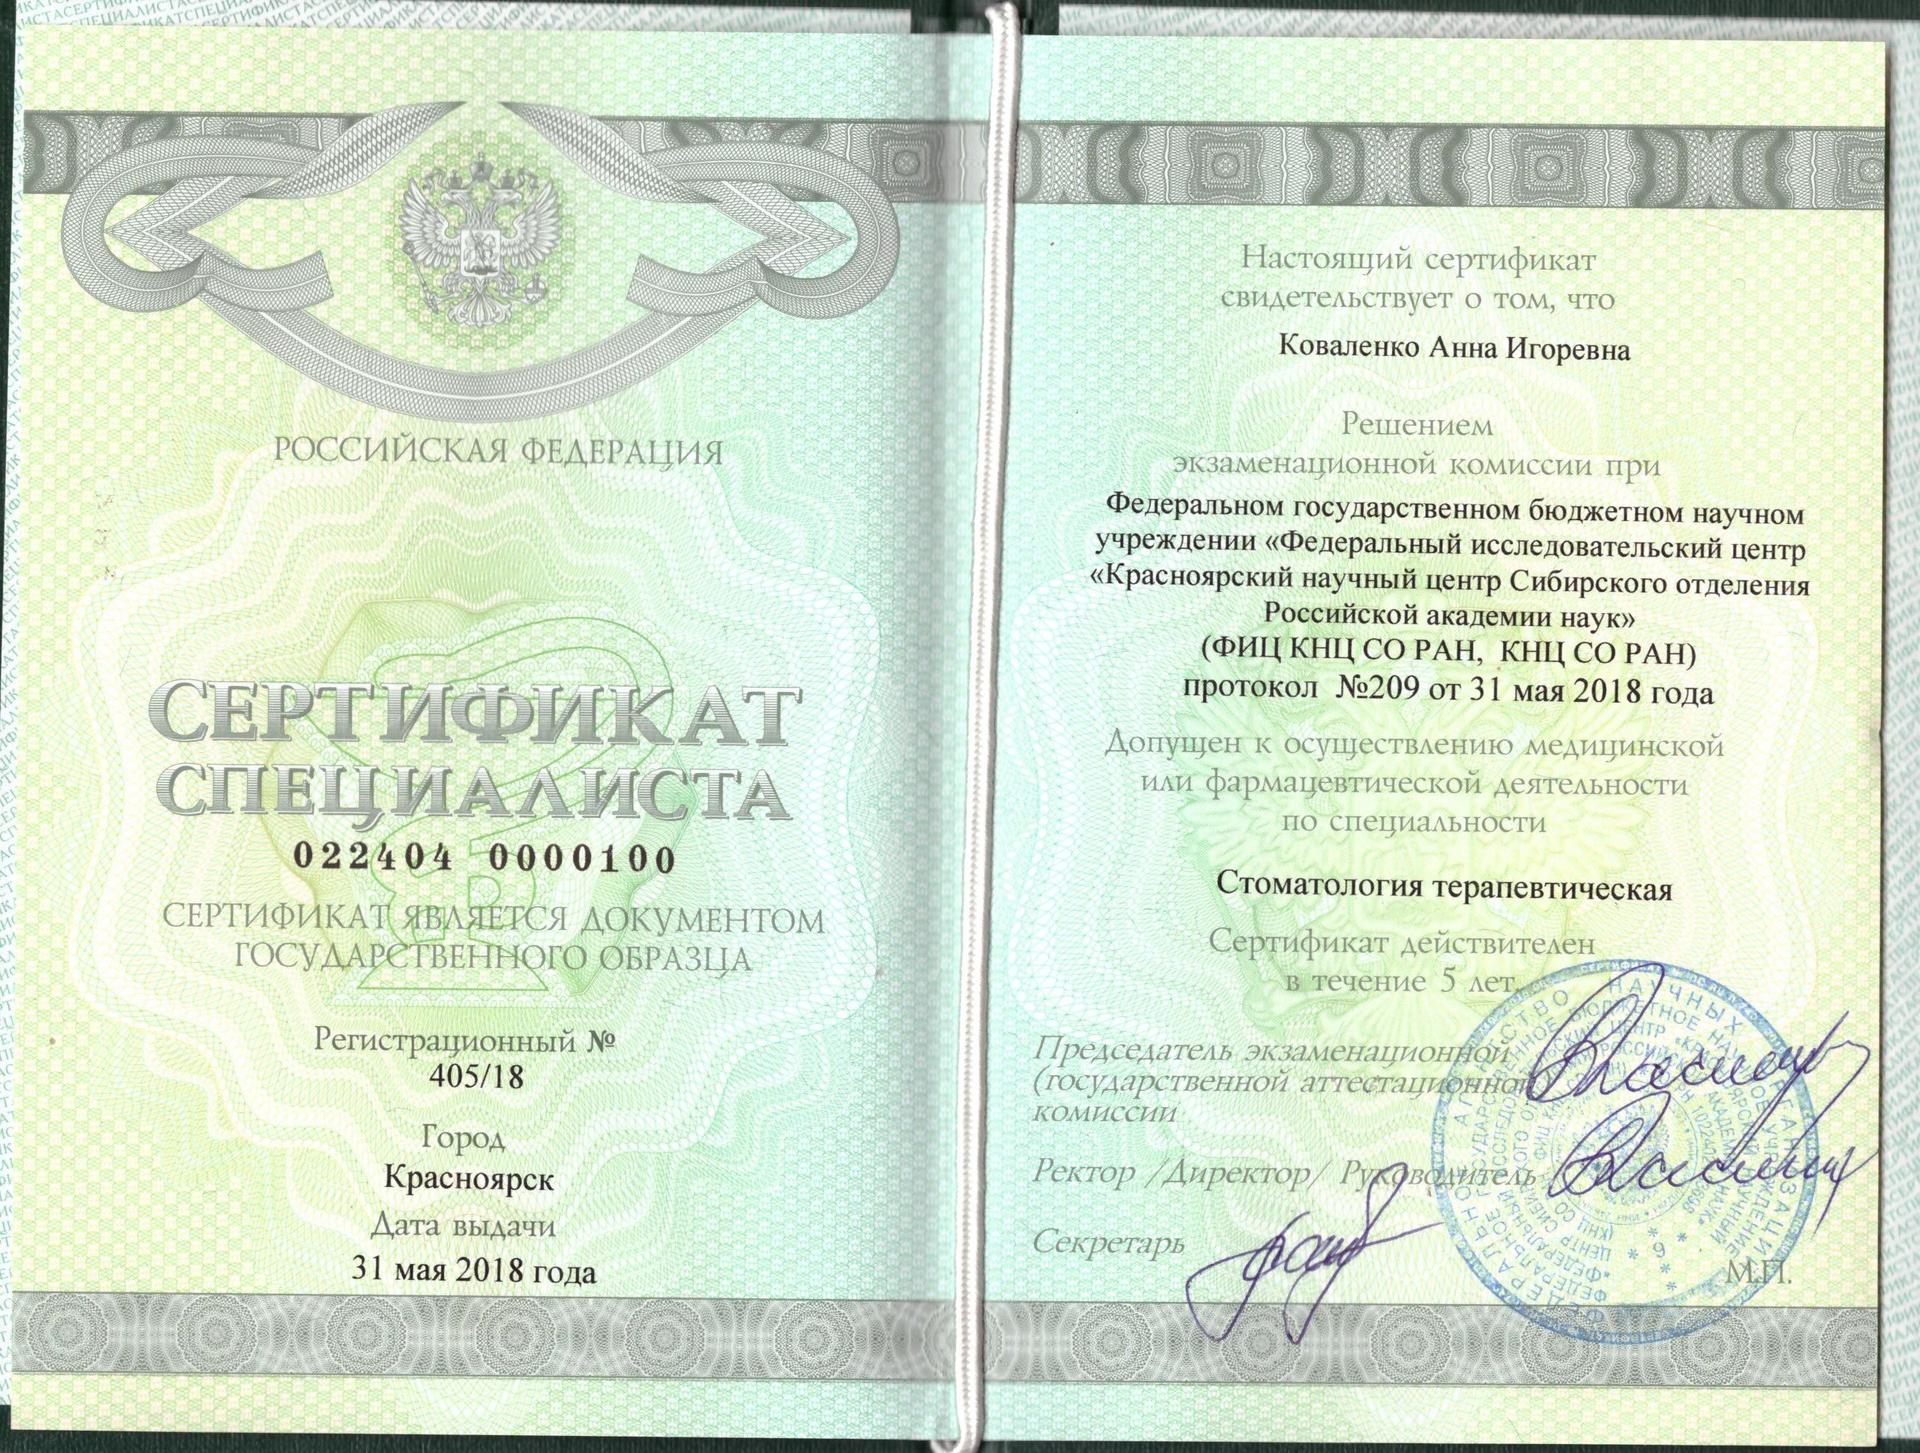 РОССИЙСКАЯ ФЕДЕРАЦИЯ
СЕРТИФИКАТ
СПЕЦИАЛИСТА
022404 0000100
СЕРТИФИКАТ ЯВЛЯЕТСЯ ДОКУМЕНТОМ
ГОСУДАРСТВЕННОГО ОБРАЗЦА
Регистрационный №
405/18
Город
Красноярск
Дата выдачи
31 мая 2018 года
Настоящий сертификат
свидетельствует о том, что
Коваленко Анна Игоревна
Решением
экзаменационной комиссии при
Федеральном государственном бюджетном научном
учреждении «Федеральный исследовательский центр
«Красноярский научный центр Сибирского отделения
Российской академии наук»
(ФИЦ КНЦ СО РАН, КНЦ СО РАН)
протокол №209 от 31 мая 2018 года
Допущен к осуществлению медицинской
или фармацевтической деятельности
по специальности
Стоматология терапевтическая
Сертификат действителен
в течение 5 лет.
Председатель экзаменационной
(государственной аттестационной)
комиссии
Ректор /Директор/ Руководитель
Секретарь
М.П.